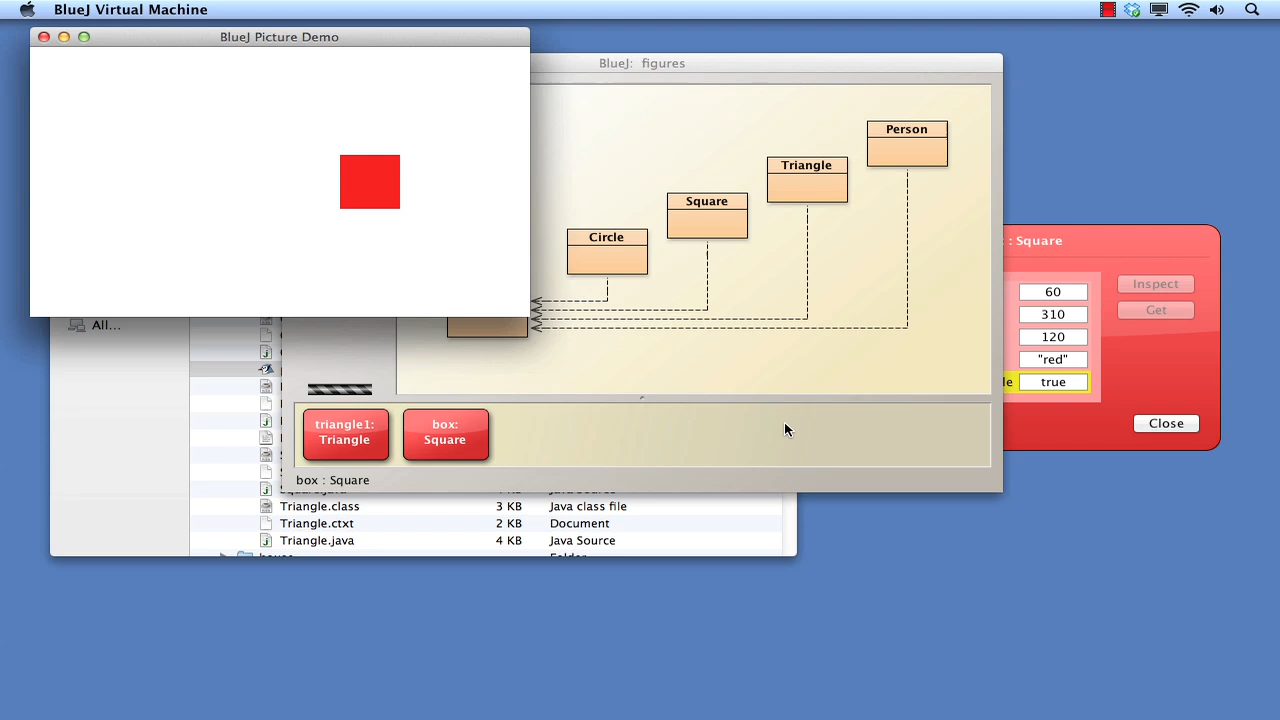 BlueJ Virtual Machine
BlueJ Picture Demo
BlueJ: figures
Person
Triangle
Square
Circle
: Square
60
310
120
"red"
true
Inspect
Get
Close
All...
triangle1:
Triangle
box:
Square
box : Square
Triangle.class 3 KB Java class file
Triangle.ctxt 2 KB Document
Triangle.java 4 KB Java Source